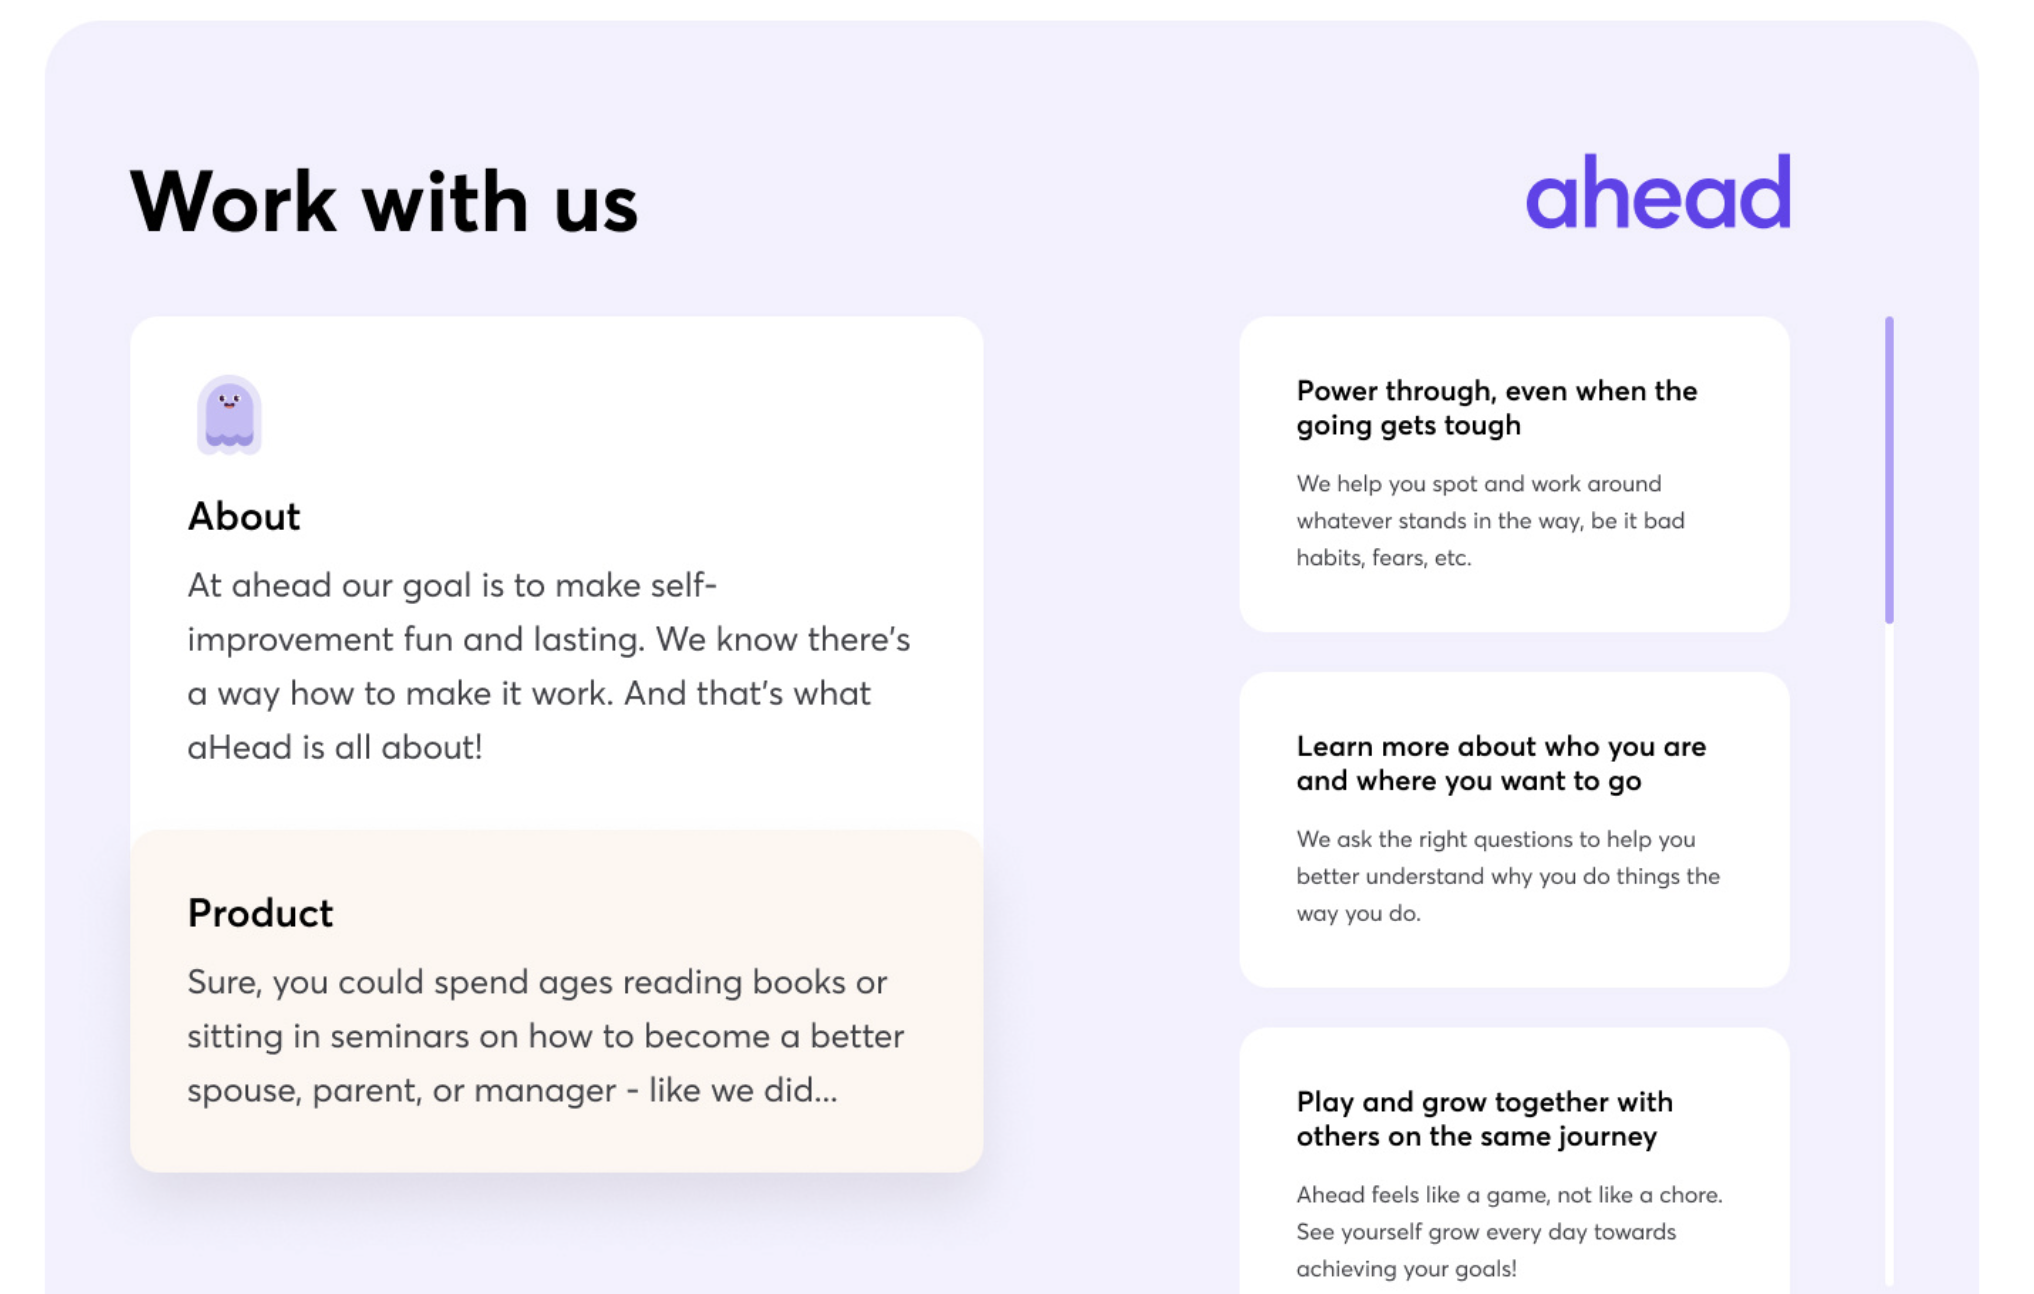 Work with us
ahead
About
At ahead our goal is to make self-
improvement fun and lasting. We know there's
a way how to make it work. And that's what
aHead is all about!
Product
Sure, you could spend ages reading books or
sitting in seminars on how to become a better
spouse, parent, or manager - like we did...
Power through, even when the
going gets tough
We help you spot and work around
whatever stands in the way, be it bad
habits, fears, etc.
Learn more about who you are
and where you want to go
We ask the right questions to help you
better understand why you do things the
way you do.
Play and grow together with
others on the same journey
Ahead feels like a game, not like a chore.
See yourself grow every day towards
achieving your goals!